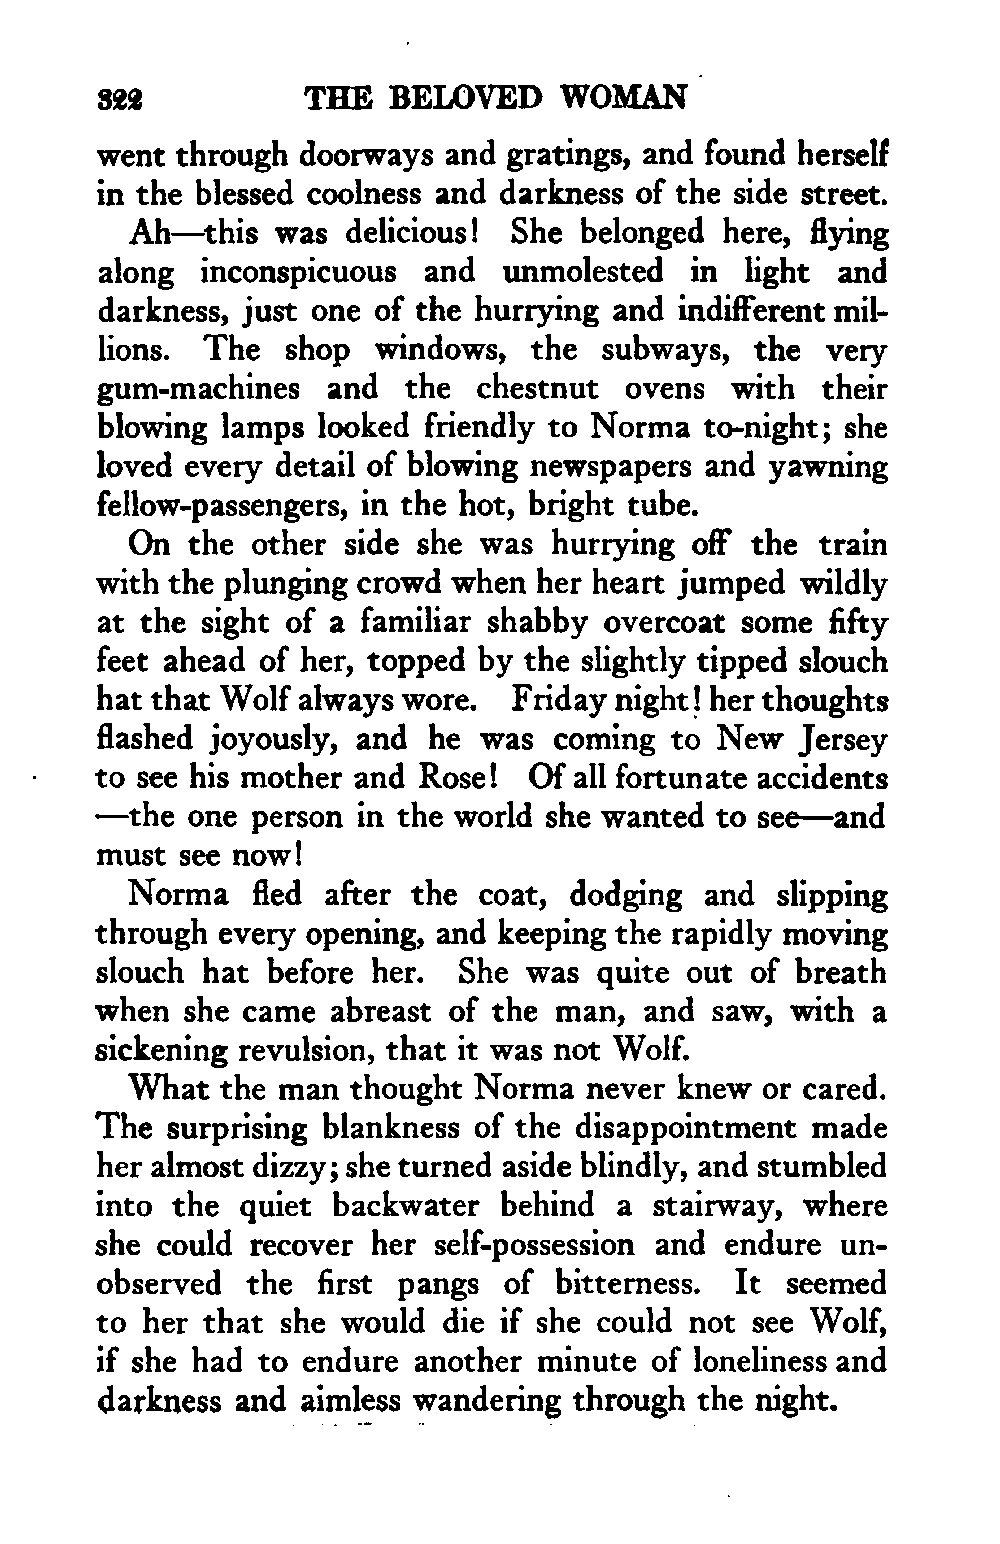 322 THE BELOVED WOMAN
went through doorways and gratings, and found herself
in the blessed coolness and darkness of the side street.
Ah—this was delicious! She belonged here, flying
along inconspicuous and unmolested in light and
darkness, just one of the hurrying and indifferent mil-
lions. The shop windows, the subways, the very
gum-machines and the chestnut ovens with their
blowing lamps looked friendly to Norma to-night; she
loved every detail of blowing newspapers and yawning
fellow-passengers, in the hot, bright tube.
On the other side she was hurrying off the train
with the plunging crowd when her heart jumped wildly
at the sight of a familiar shabby overcoat some fifty
feet ahead of her, topped by the slightly tipped slouch
hat that Wolf always wore. Friday night! her thoughts
flashed joyously, and he was coming to New Jersey
to see his mother and Rose! Of all fortunate accidents
—the one person in the world she wanted to see—and
must see now!
Norma fled after the coat, dodging and slipping
through every opening, and keeping the rapidly moving
slouch hat before her. She was quite out of breath
when she came abreast of the man, and saw, with a
sickening revulsion, that it was not Wolf.
What the man thought Norma never knew or cared.
The surprising blankness of the disappointment made
her almost dizzy; she turned aside blindly, and stumbled
into the quiet backwater behind a stairway, where
she could recover her self-possession and endure un-
observed the first pangs of bitterness. It seemed
to her that she would die if she could not see Wolf,
if she had to endure another minute of loneliness and
darkness and aimless wandering through the night.